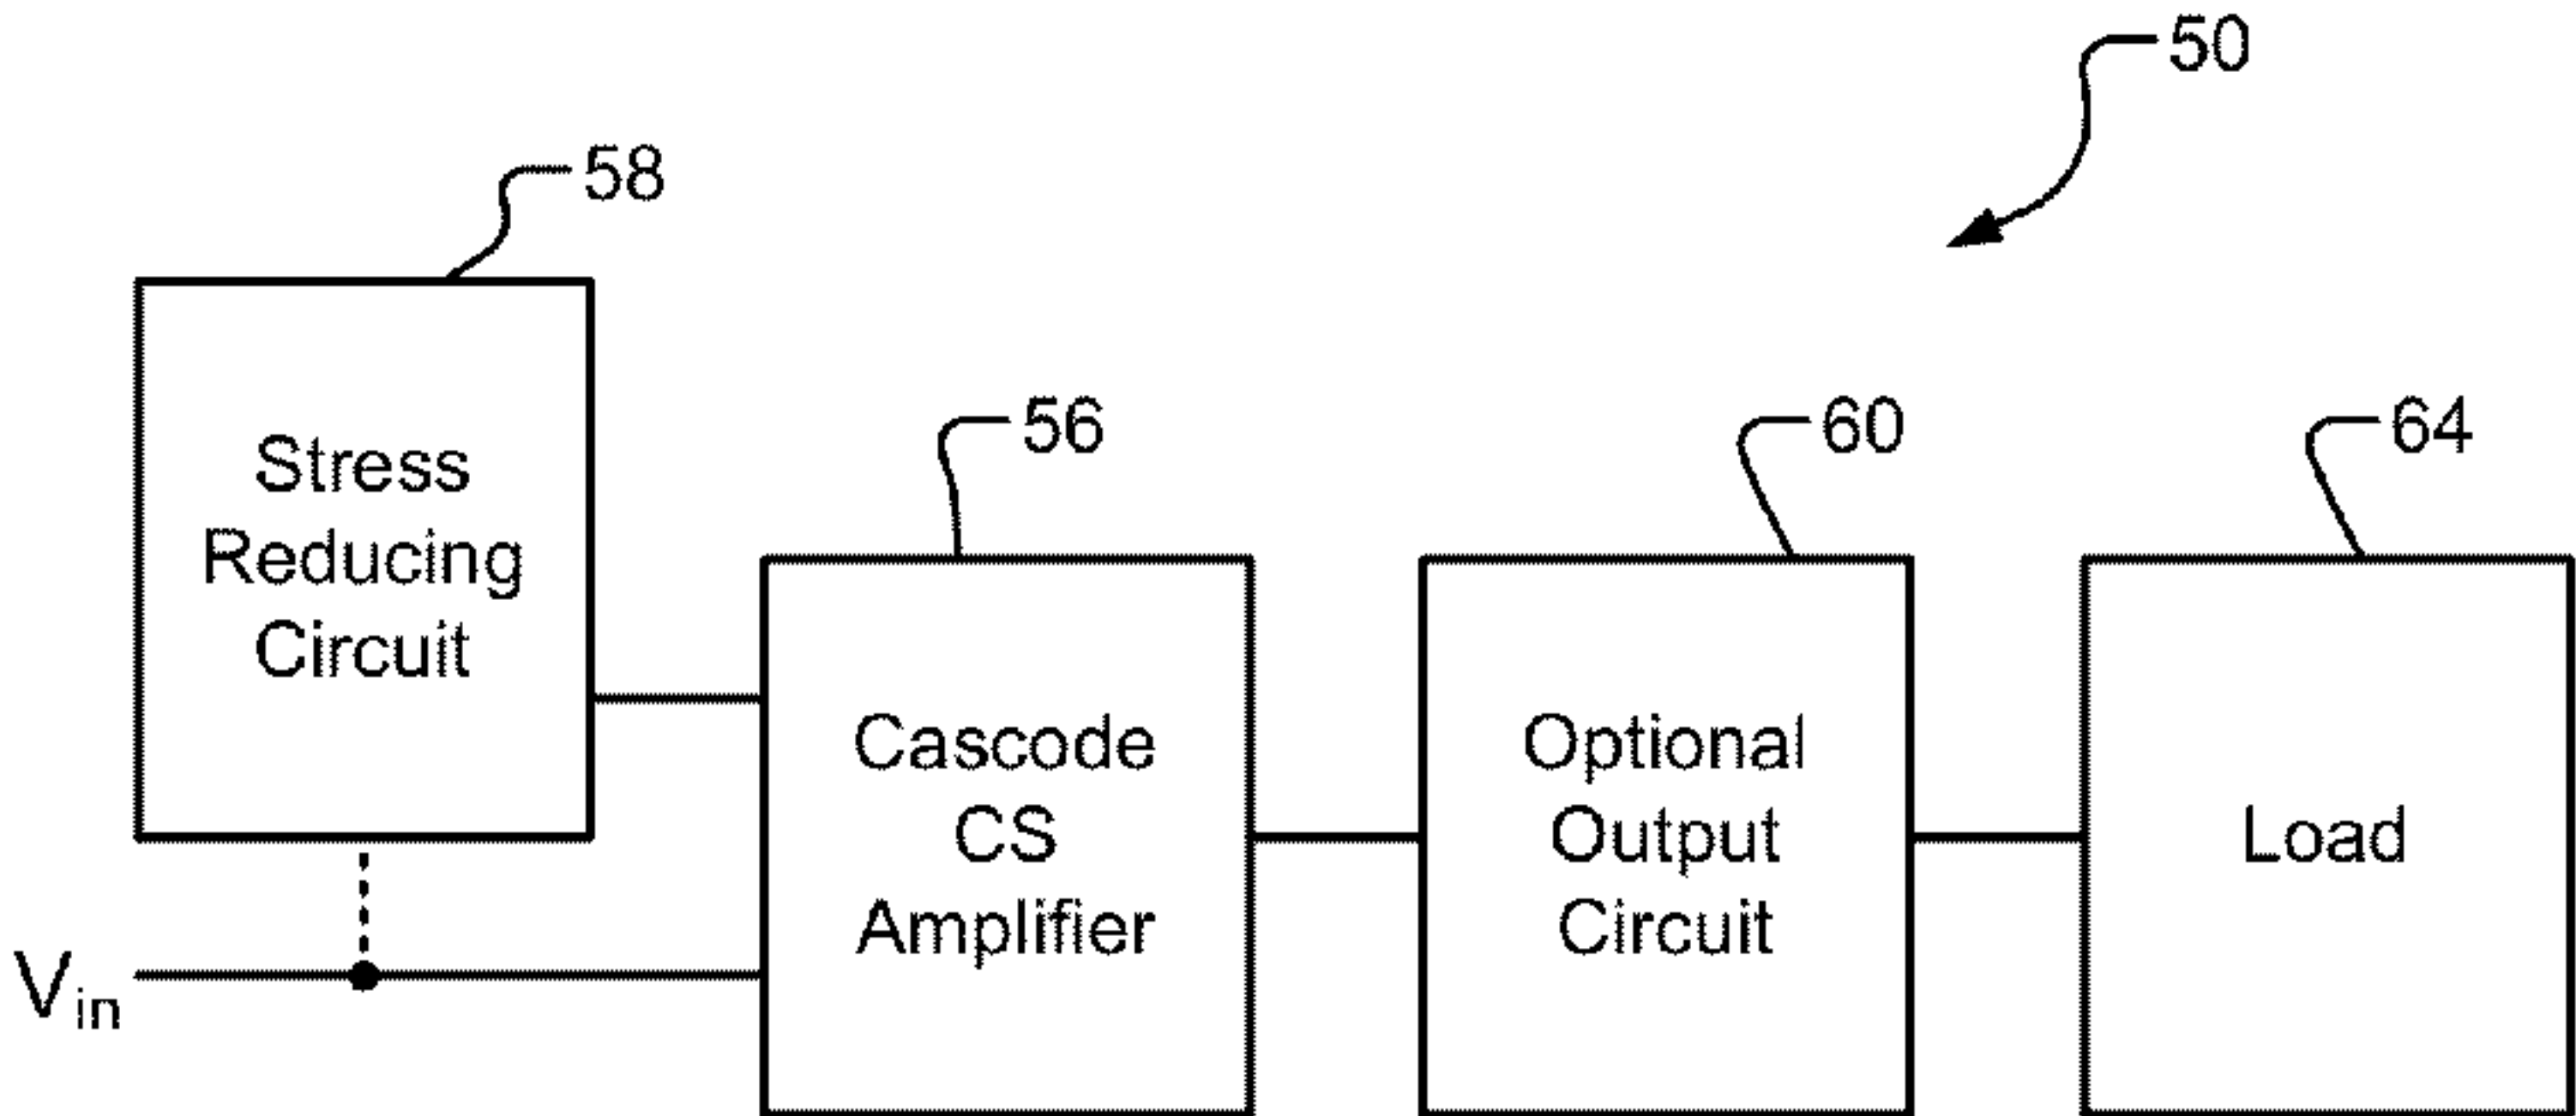 50
58
Stress
Reducing
Circuit
56
60
64
Cascode
CS
Amplifier
Optional
Output
Circuit
Load
Vin